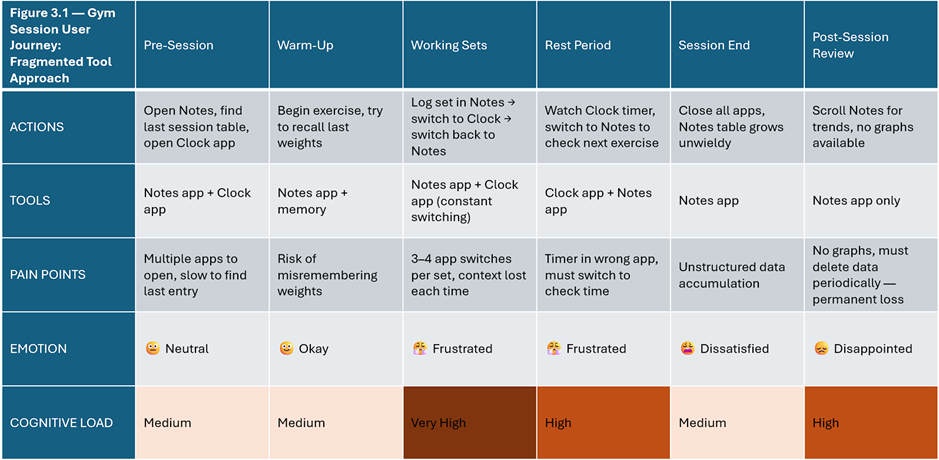 Figure 3.1 — Gym
Session User
Journey:
Fragmented Tool
Approach
Pre-Session
Warm-Up
Working Sets
Rest Period
Session End
Post-Session
Review
ACTIONS
Open Notes, find
last session table,
open Clock app
Begin exercise, try
to recall last
weights
Log set in Notes →
switch to Clock →
switch back to
Notes
Watch Clock timer,
switch to Notes to
check next exercise
Close all apps,
Notes table grows
unwieldy
Scroll Notes for
trends, no graphs
available
TOOLS
Notes app + Clock
app
Notes app +
memory
Notes app + Clock
app (constant
switching)
Clock app + Notes
app
Notes app
Notes app only
PAIN POINTS
Multiple apps to
open, slow to find
last entry
Risk of
misremembering
weights
3–4 app switches
per set, context lost
each time
Timer in wrong app,
must switch to
check time
Unstructured data
accumulation
No graphs, must
delete data
periodically —
permanent loss
EMOTION
Neutral
Okay
Frustrated
Frustrated
Dissatisfied
Disappointed
COGNITIVE LOAD
Medium
Medium
Very High
High
Medium
High